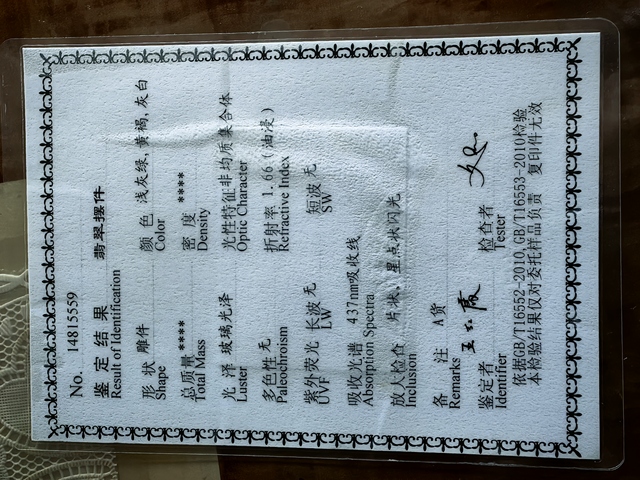 No. 14815559
鉴定结果 翡翠摆件
Result of Identification
形状 雕件 颜色 浅灰绿,黄褐,灰白
Shape Color
总质量 **** 密度 ****
Total Mass Density
光泽 玻璃光泽 光性特征 非均质集合体
Luster Optic Character
多色性 无 折射率 1.66(油浸)
Paleochroism Refractive Index
紫外荧光 长波 无 短波 无
UVF LW SW
吸收光谱 437nm吸收线
Absorption Spectra
放大检查 片状、星点状闪光
Inclusion
备注 A货
Remarks
鉴定者 检查者
Identifier Tester
依据GB/T16552-2010,GB/T16553-2010检验
本检验结果仅对委托样品负责 复印件无效